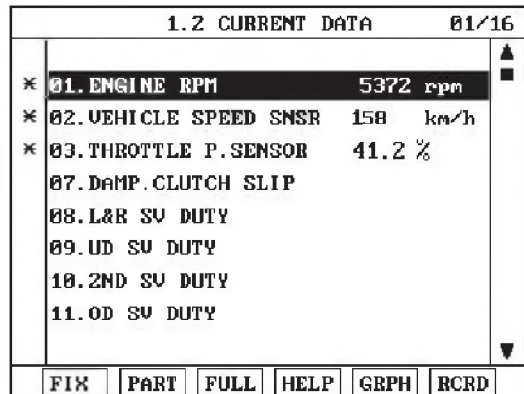 1.2 CURRENT DATA 01/16
* 01.ENGINE RPM 5372 rpm
* 02.VEHICLE SPEED SNSR 158 km/h
* 03.THROTTLE P.SENSOR 41.2 %
07.DAMP.CLUTCH SLIP
08.L&R SV DUTY
09.UD SV DUTY
10.2ND SV DUTY
11.OD SV DUTY
FIX PART FULL HELP GRPH RCRD